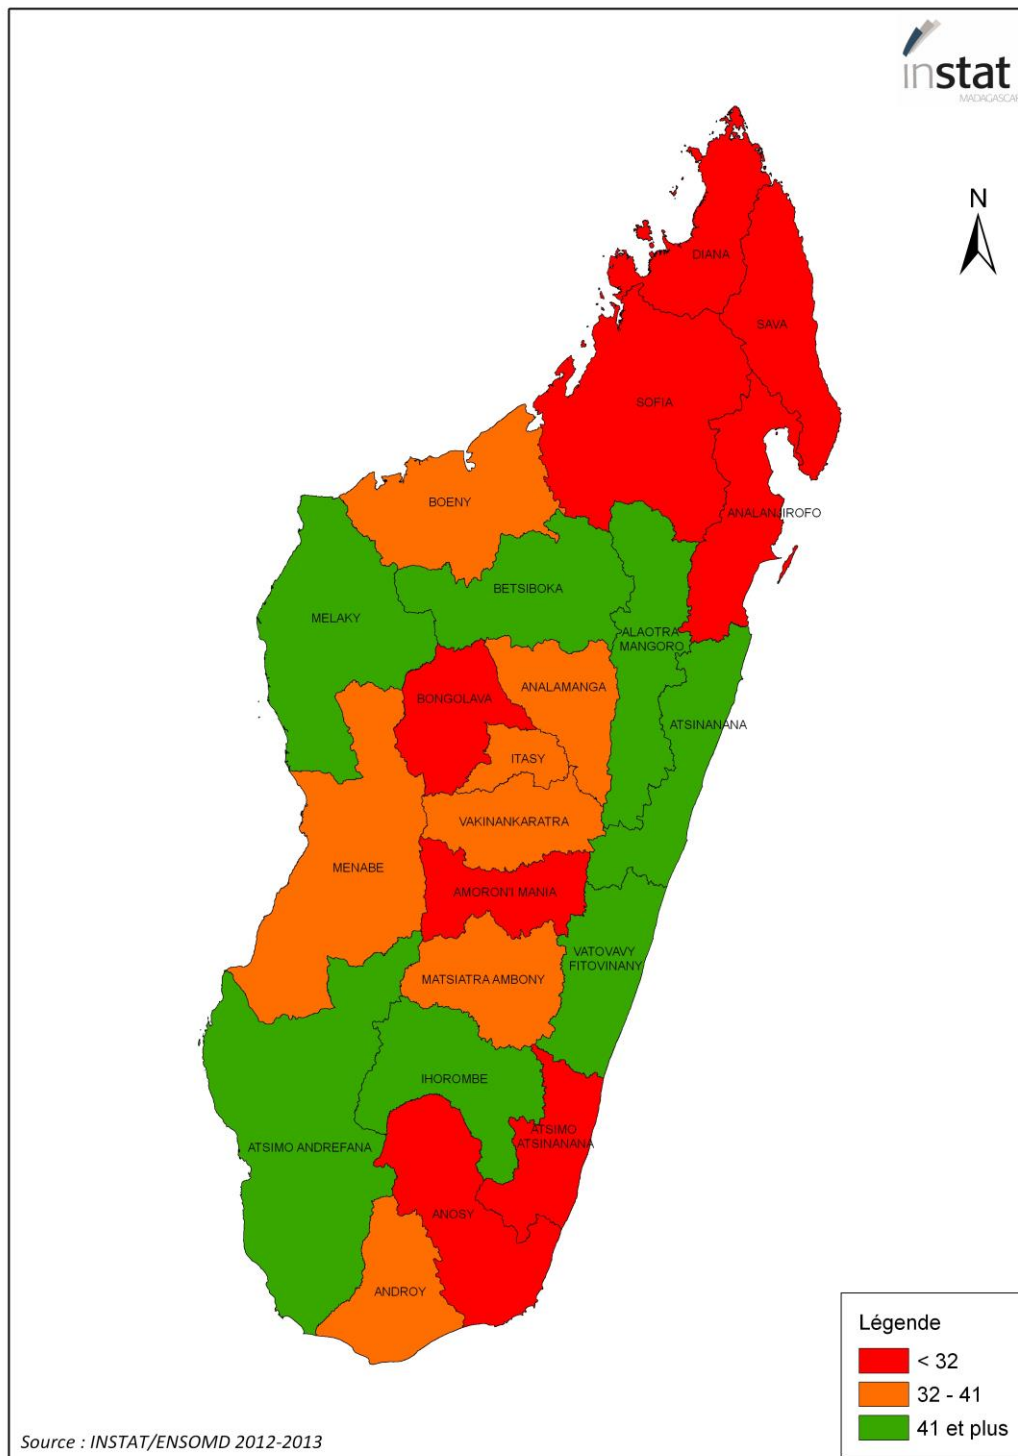 instat
MADAGASCAR
N
DIANA
SAVA
SOFIA
BOENY
ANALANJIROFO
BETSIBOKA
MELAKY
ALAOTRA
MANGORO
ANALAMANGA
BONGOLAVA
ATSINANANA
ITASY
VAKINANKARATRA
MENABE
AMORON'I MANIA
VATOVAVY
FITOVINANY
MATSIATRA AMBONY
IHOROMBE
ATSIMO
ATSINANANA
ATSIMO ANDREFANA
ANOSY
ANDROY
Légende
< 32
32 - 41
41 et plus
Source : INSTAT/ENSOMD 2012-2013